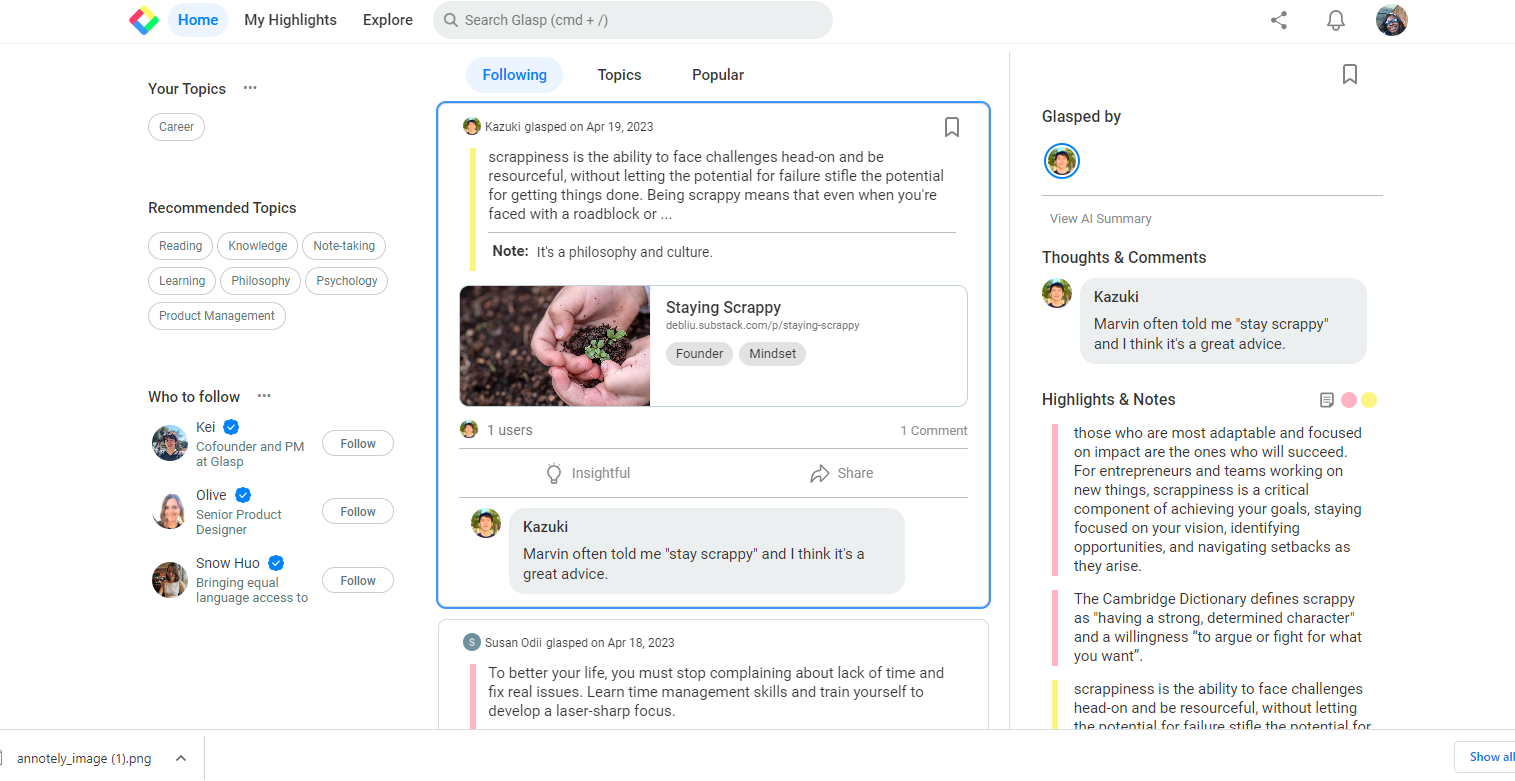 Home
My Highlights
Explore
Search Glasp (cmd + /)
Your Topics
Career
Recommended Topics
Reading
Knowledge
Note-taking
Learning
Philosophy
Psychology
Product Management
Who to follow
Kei
Cofounder and PM
at Glasp
Follow
Olive
Senior Product
Designer
Follow
Snow Huo
Bringing equal
language access to
Follow
Following
Topics
Popular
Kazuki glasped on Apr 19, 2023
scrappiness is the ability to face challenges head-on and be
resourceful, without letting the potential for failure stifle the potential
for getting things done. Being scrappy means that even when you're
faced with a roadblock or ...
Note: It's a philosophy and culture.
Staying Scrappy
debliu.substack.com/p/staying-scrappy
Founder
Mindset
1 users
1 Comment
Insightful
Share
Kazuki
Marvin often told me "stay scrappy" and I think it's a
great advice.
S
Susan Odii glasped on Apr 18, 2023
To better your life, you must stop complaining about lack of time and
fix real issues. Learn time management skills and train yourself to
develop a laser-sharp focus.
Glasped by
View AI Summary
Thoughts & Comments
Kazuki
Marvin often told me "stay scrappy"
and I think it's a great advice.
Highlights & Notes
those who are most adaptable and focused
on impact are the ones who will succeed.
For entrepreneurs and teams working on
new things, scrappiness is a critical
component of achieving your goals, staying
focused on your vision, identifying
opportunities, and navigating setbacks as
they arise.
The Cambridge Dictionary defines scrappy
as "having a strong, determined character"
and a willingness “to argue or fight for what
you want”.
scrappiness is the ability to face challenges
head-on and be resourceful, without letting
the potential for failure stifle the potential for
annotely_image (1).png
Show all